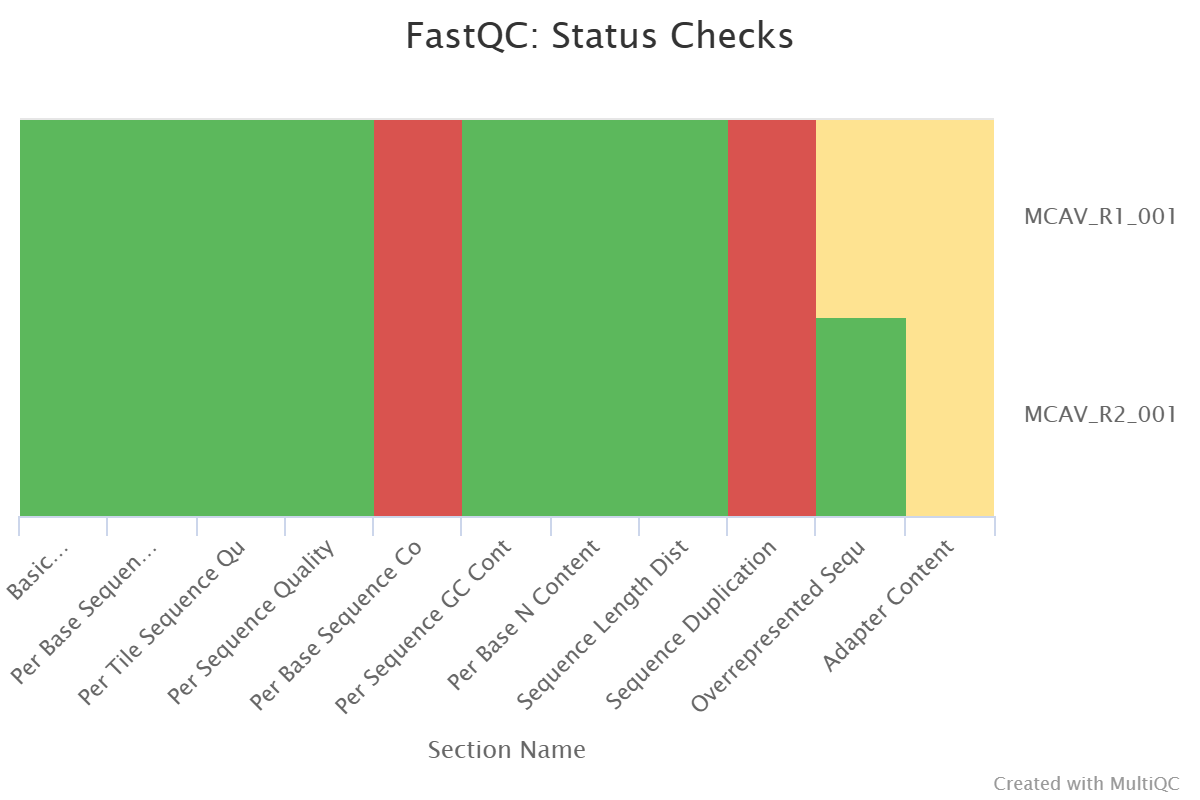 FastQC: Status Checks
MCAV_R1_001
MCAV_R2_001
Basic...
Per Base Sequen...
Per Tile Sequence Qu
Per Sequence Quality
Per Base Sequence Co
Per Sequence GC Cont
Per Base N Content
Sequence Length Dist
Sequence Duplication
Overrepresented Sequ
Adapter Content
Section Name
Created with MultiQC